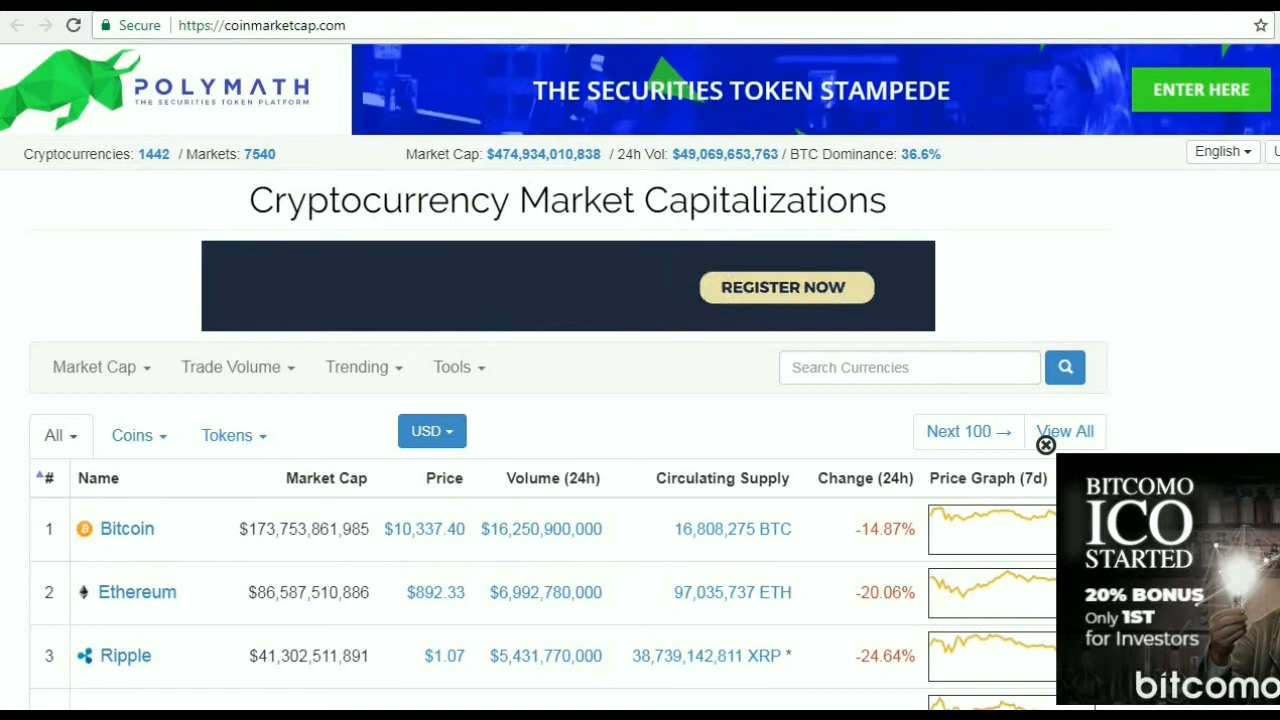 Secure https://coinmarketcap.com
POLYMATH
THE SECURITIES TOKEN PLATFORM
THE SECURITIES TOKEN STAMPEDE
ENTER HERE
Cryptocurrencies: 1442 / Markets: 7540 Market Cap: $474,934,010,838 / 24h Vol: $49,069,653,763 / BTC Dominance: 36.6% English
Cryptocurrency Market Capitalizations
REGISTER NOW
Market Cap Trade Volume Trending Tools Search Currencies
All Coins Tokens USD Next 100 → View All
# Name Market Cap Price Volume (24h) Circulating Supply Change (24h) Price Graph (7d)
1 Bitcoin $173,753,861,985 $10,337.40 $16,250,900,000 16,808,275 BTC -14.87%
2 Ethereum $86,587,510,886 $892.33 $6,992,780,000 97,035,737 ETH -20.06%
3 Ripple $41,302,511,891 $1.07 $5,431,770,000 38,739,142,811 XRP * -24.64%
BITCOMO
ICO
STARTED
20% BONUS
Only 1ST
for Investors
bitcomo